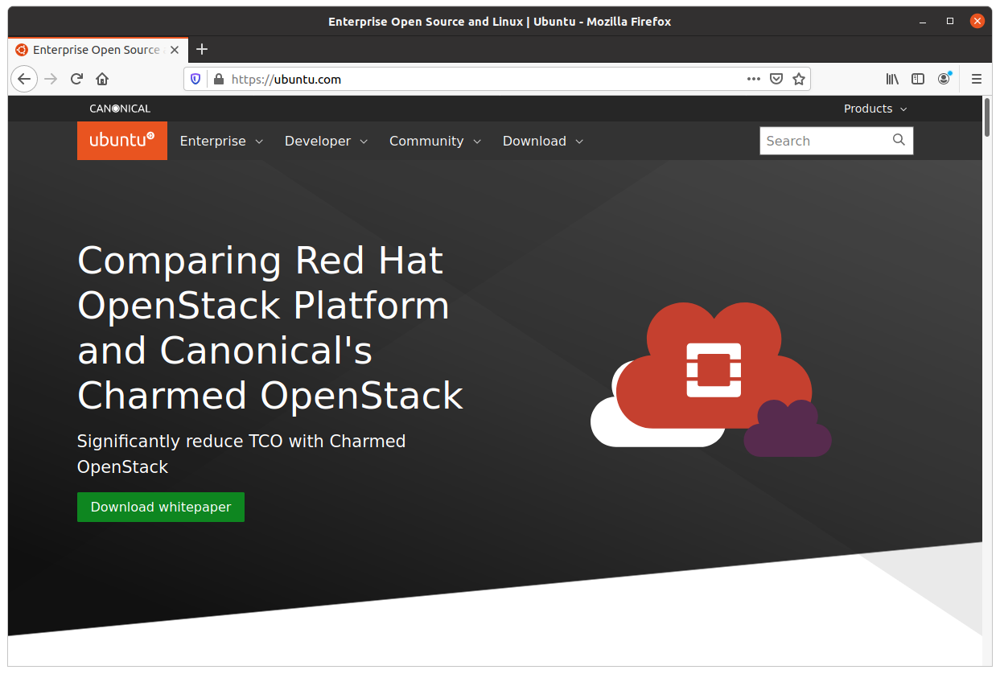 Enterprise Open Source and Linux | Ubuntu - Mozilla Firefox
Enterprise Open Source
https://ubuntu.com
CANONICAL
Products
ubuntu
Enterprise
Developer
Community
Download
Search
Comparing Red Hat
OpenStack Platform
and Canonical's
Charmed OpenStack
Significantly reduce TCO with Charmed
OpenStack
Download whitepaper